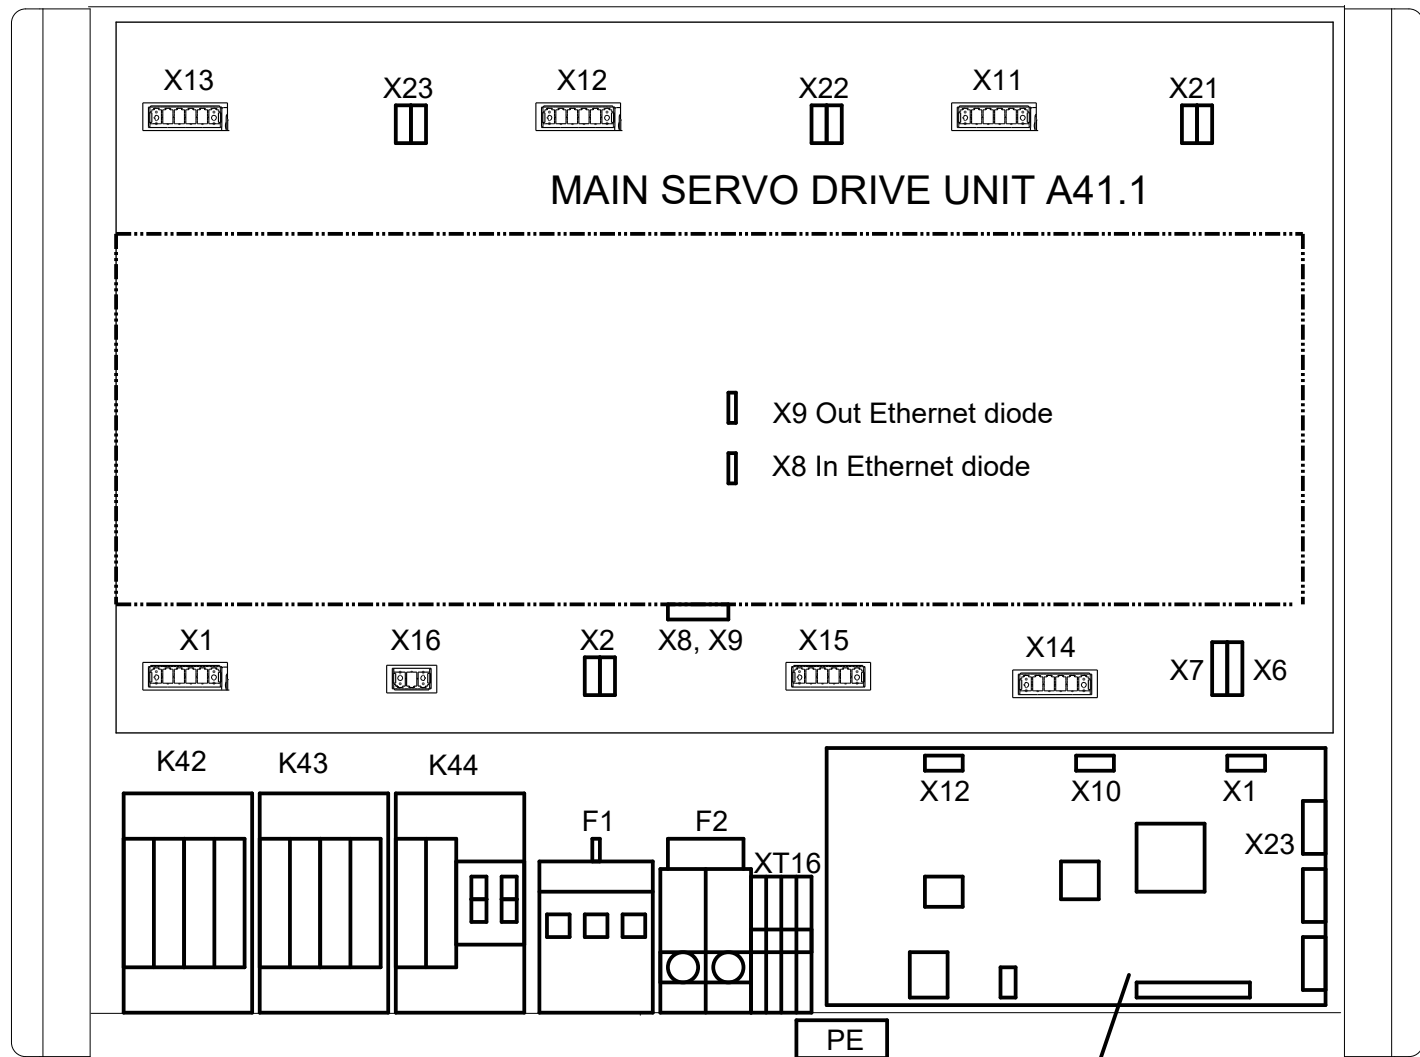 X13 X23 X12 X22 X11 X21
MAIN SERVO DRIVE UNIT A41.1
X9 Out Ethernet diode
X8 In Ethernet diode
X1 X16 X2 X8, X9 X15 X14 X7 X6
K42 K43 K44
X12 X10 X1
F1 F2
X23
XT16
PE